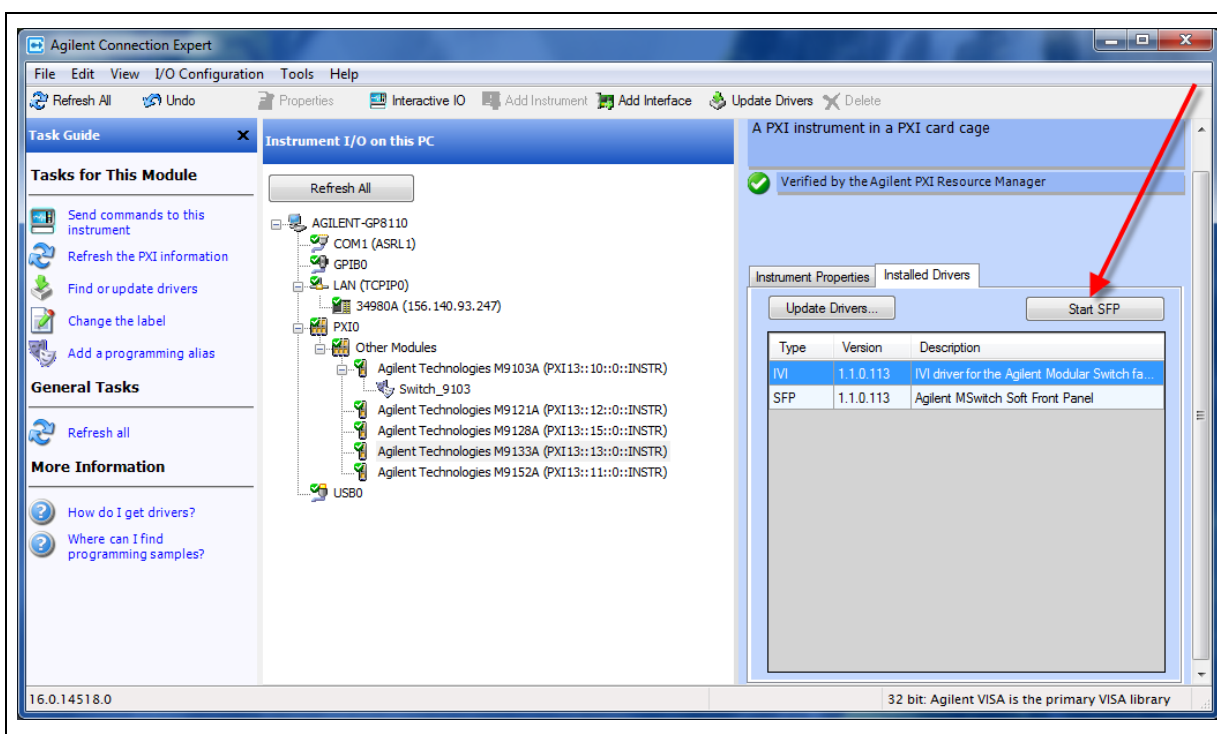 Agilent Connection Expert
File Edit View I/O Configuration Tools Help
Refresh All Undo Properties Interactive IO Add Instrument Add Interface Update Drivers Delete
Task Guide X
Tasks for This Module
Send commands to this
instrument
Refresh the PXI information
Find or update drivers
Change the label
Add a programming alias
General Tasks
Refresh all
More Information
How do I get drivers?
Where can I find
programming samples?
Instrument I/O on this PC
Refresh All
AGILENT-GP8110
COM1 (ASRL1)
GPIB0
LAN (TCPIP0)
34980A (156.140.93.247)
PXI0
Other Modules
Agilent Technologies M9103A (PXI13::10::0::INSTR)
Switch_9103
Agilent Technologies M9121A (PXI13::12::0::INSTR)
Agilent Technologies M9128A (PXI13::15::0::INSTR)
Agilent Technologies M9133A (PXI13::13::0::INSTR)
Agilent Technologies M9152A (PXI13::11::0::INSTR)
USB0
A PXI instrument in a PXI card cage
Verified by the Agilent PXI Resource Manager
Instrument Properties Installed Drivers
Update Drivers... Start SFP
Type Version Description
IVI 1.1.0.113 IVI driver for the Agilent Modular Switch fa...
SFP 1.1.0.113 Agilent MSwitch Soft Front Panel
16.0.14518.0 32 bit: Agilent VISA is the primary VISA library